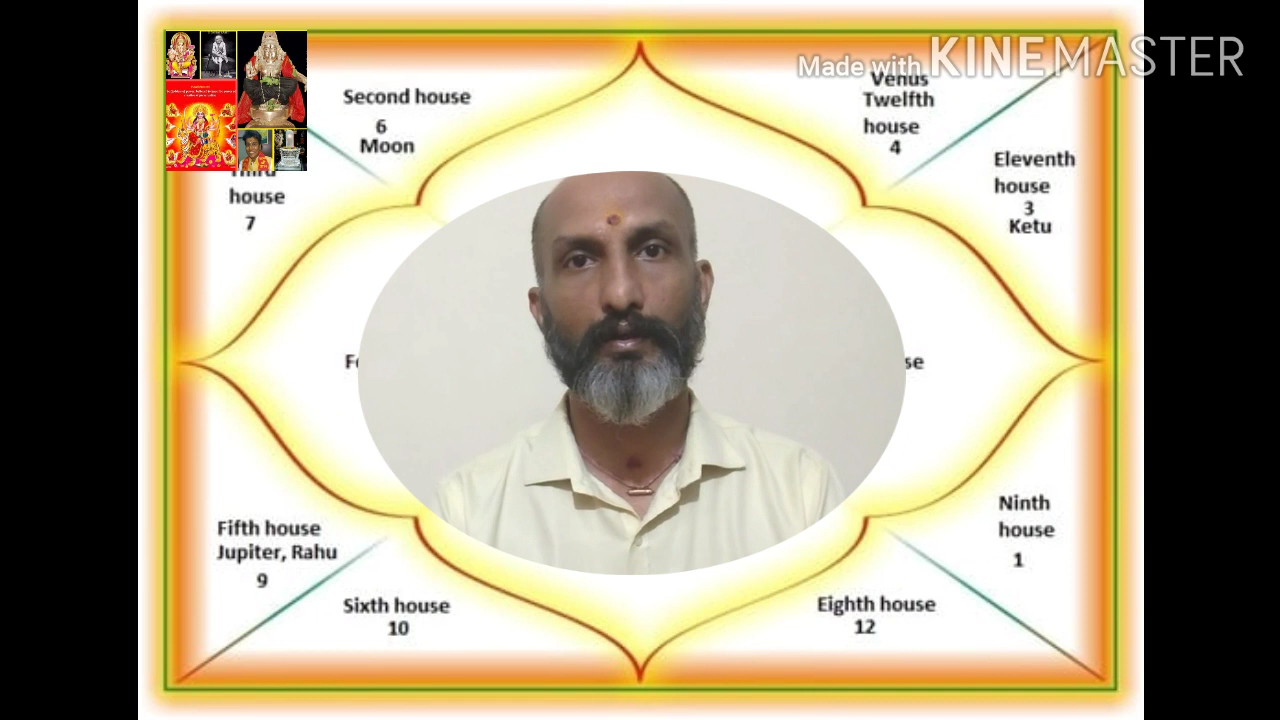 Made with KINEMASTER
Second house
6
Moon
Venus
Twelfth
house
4
Eleventh
house
3
Ketu
house
7
Fifth house
Jupiter, Rahu
9
Sixth house
10
Eighth house
12
Ninth
house
1